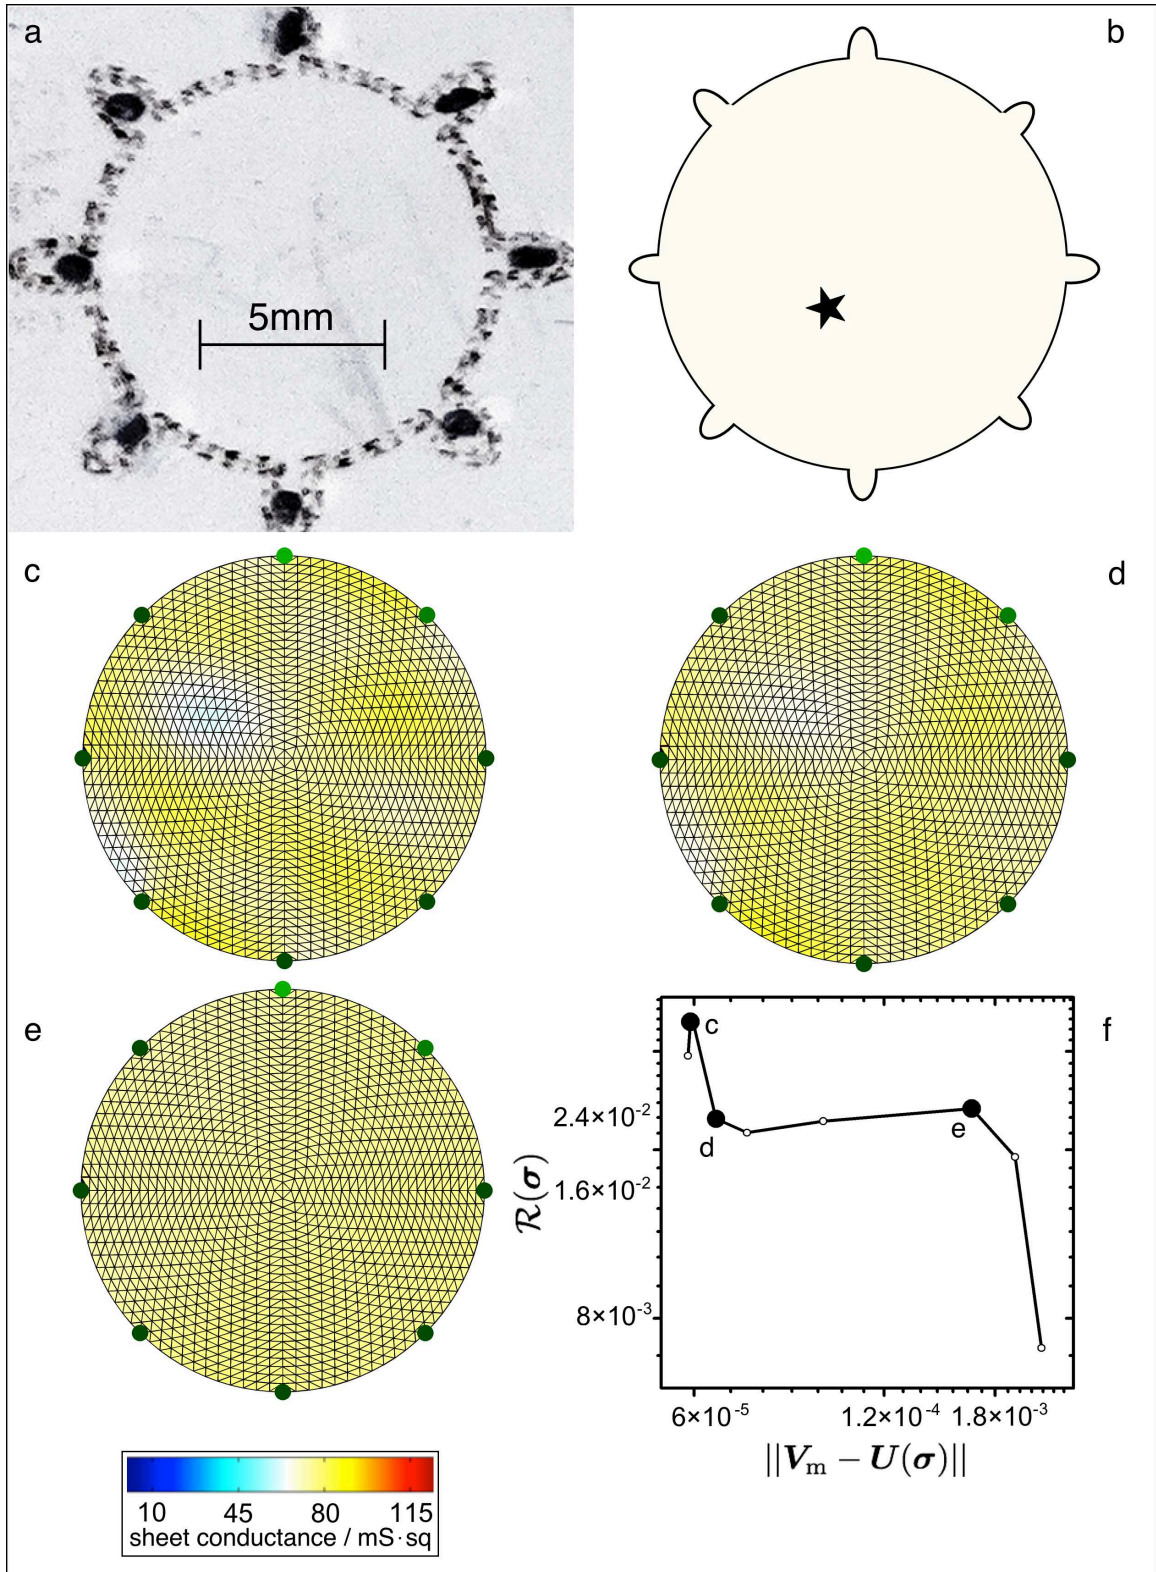 a
b
5mm
c
d
e
f
c
d
e
2.4×10⁻²
1.6×10⁻²
8×10⁻³
R(σ)
6×10⁻⁵
1.2×10⁻⁴
1.8×10⁻³
||Vₘ − U(σ)||
10 45 80 115
sheet conductance / mS·sq